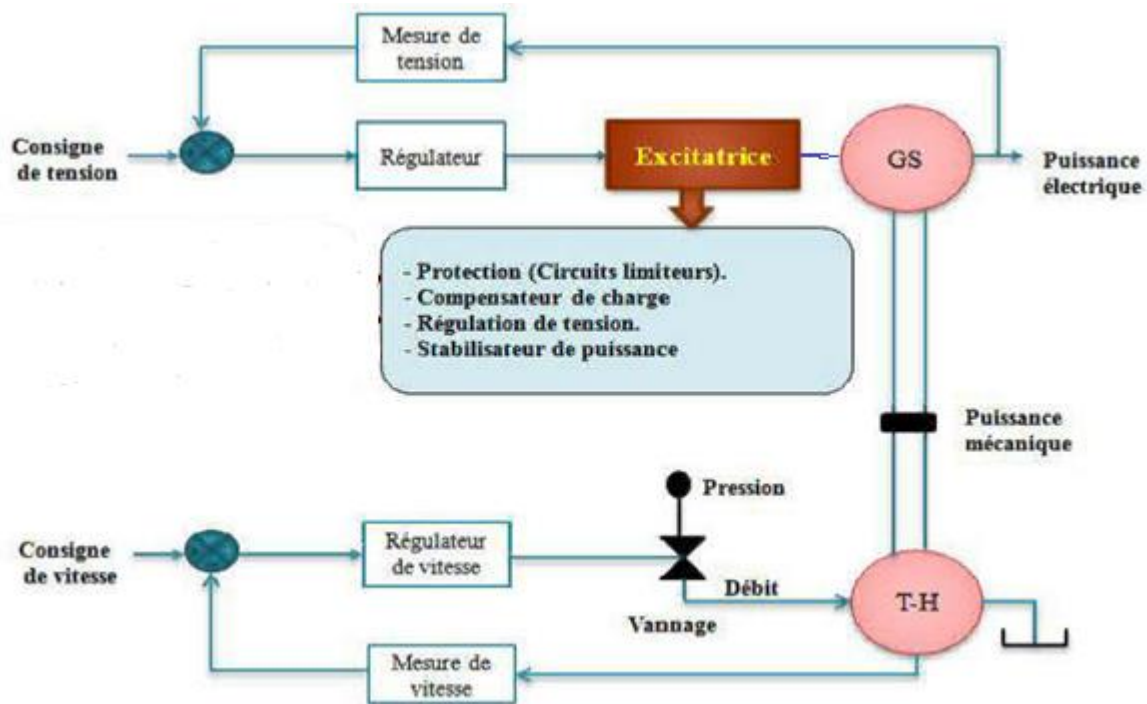 Mesure de
tension
Consigne
de tension
Régulateur
Excitatrice
GS
Puissance
électrique
- Protection (Circuits limiteurs).
- Compensateur de charge
- Régulation de tension.
- Stabilisateur de puissance
Puissance
mécanique
Pression
Consigne
de vitesse
Régulateur
de vitesse
Débit
Vannage
T-H
Mesure de
vitesse